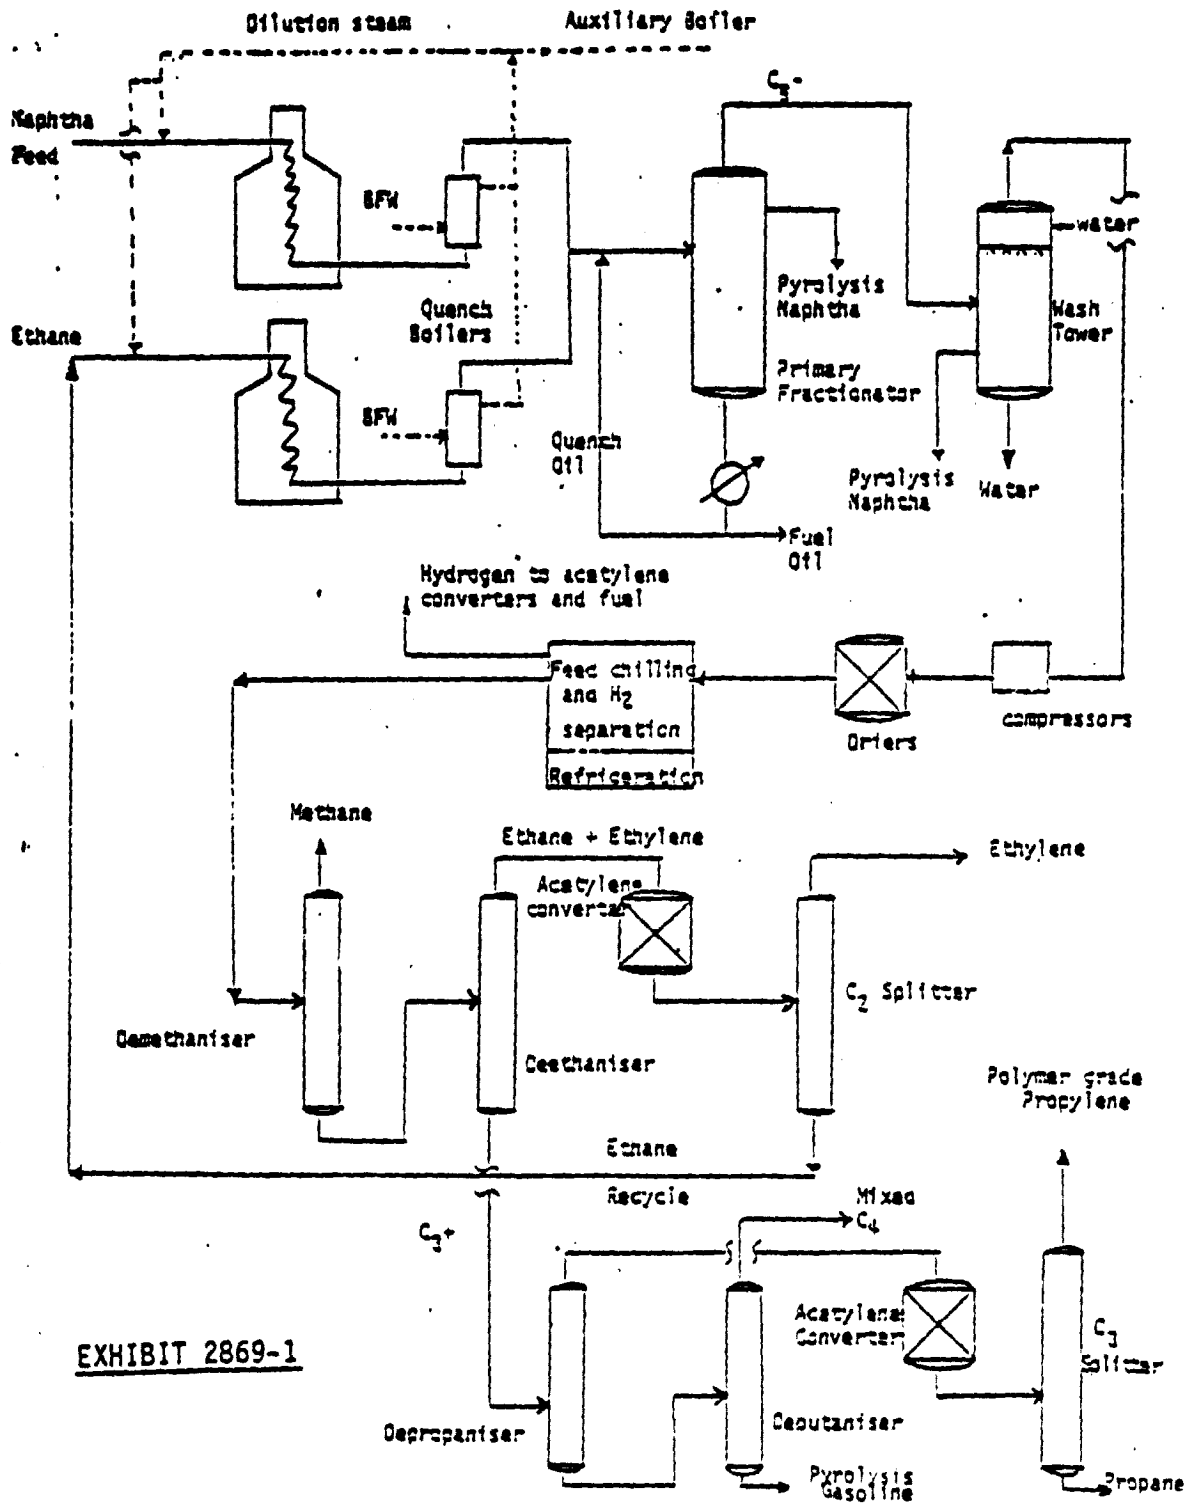 Dilution steam
Auxiliary Boiler
C5-
Naphtha
Feed
BFW
water
Quench
Boilers
Pyrolysis
Naphtha
Wash
Tower
Ethane
Primary
Fractionator
BFW
Quench
Oil
Pyrolysis
Naphtha
Water
Fuel
Oil
Hydrogen to acetylene
converters and fuel
Feed chilling
and H2
separation
Refrigeration
Driers
compressors
Methane
Ethane + Ethylene
Ethylene
Acetylene
converter
C2 Splitter
Demethaniser
Deethaniser
Polymer grade
Propylene
Ethane
Recycle
Mixed
C4
C3+
Acetylene
Converter
C3
Splitter
EXHIBIT 2869-1
Depropaniser
Debutaniser
Pyrolysis
Gasoline
Propane